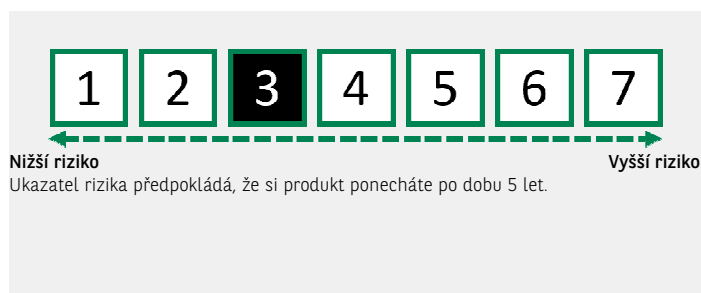 1 2 3 4 5 6 7
Nižší riziko Vyšší riziko
Ukazatel rizika předpokládá, že si produkt ponecháte po dobu 5 let.